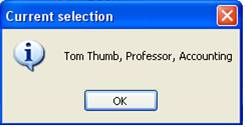 Current selection
Tom Thumb, Professor, Accounting
OK